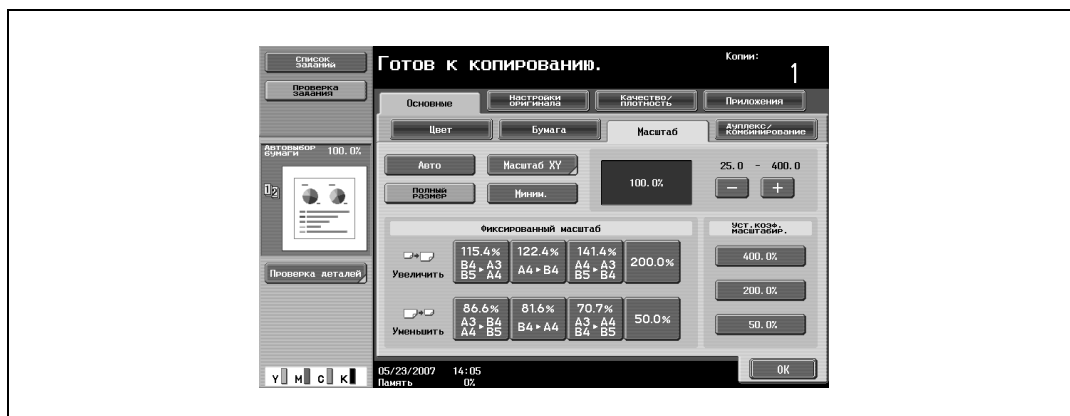 Список
заданий
Проверка
задания
Готов к копированию.
Копии:
1
Основные
Настройки
оригинала
Качество/
плотность
Приложения
Цвет
Бумага
Масштаб
Дуплекс/
комбинирование
Автовыбор
бумаги
100.0%
Авто
Масштаб XY
Полный
размер
Миним.
100.0%
25.0 - 400.0
− +
Фиксированный масштаб
Уст.коэф.
масштабир.
Увеличить
115.4%
B4▸A3
B5▸A4
122.4%
A4▸B4
141.4%
A4▸A3
B5▸B4
200.0%
400.0%
200.0%
50.0%
Уменьшить
86.6%
A3▸B4
A4▸B5
81.6%
B4▸A4
70.7%
A3▸A4
B4▸B5
50.0%
Проверка деталей
Y M C K
05/23/2007 14:05
Память 0%
OK